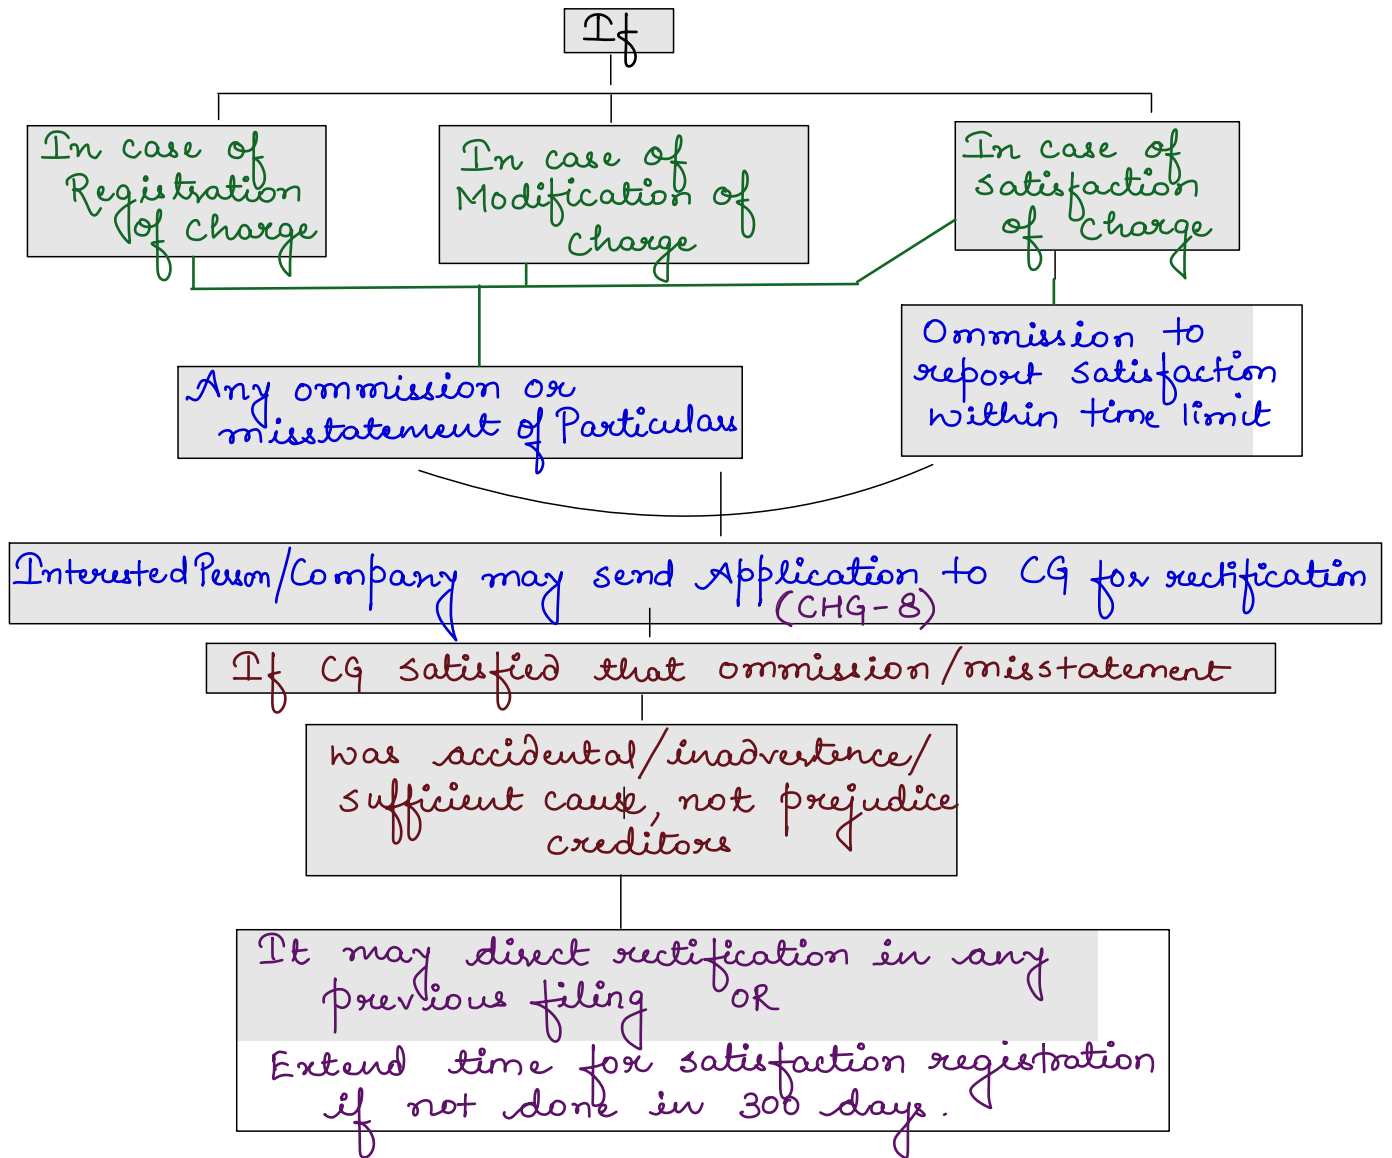 If
In case of
Registration
of charge
In case of
Modification of
charge
In case of
Satisfaction
of charge
Ommission to
report satisfaction
within time limit
Any ommission or
misstatement of Particulars
Interested Person/Company may send Application to CG for rectification
(CHG-8)
If CG satisfied that ommission/misstatement
was accidental/inadvertence/
sufficient cause, not prejudice
creditors
It may direct rectification in any
previous filing OR
Extend time for satisfaction registration
if not done in 300 days.